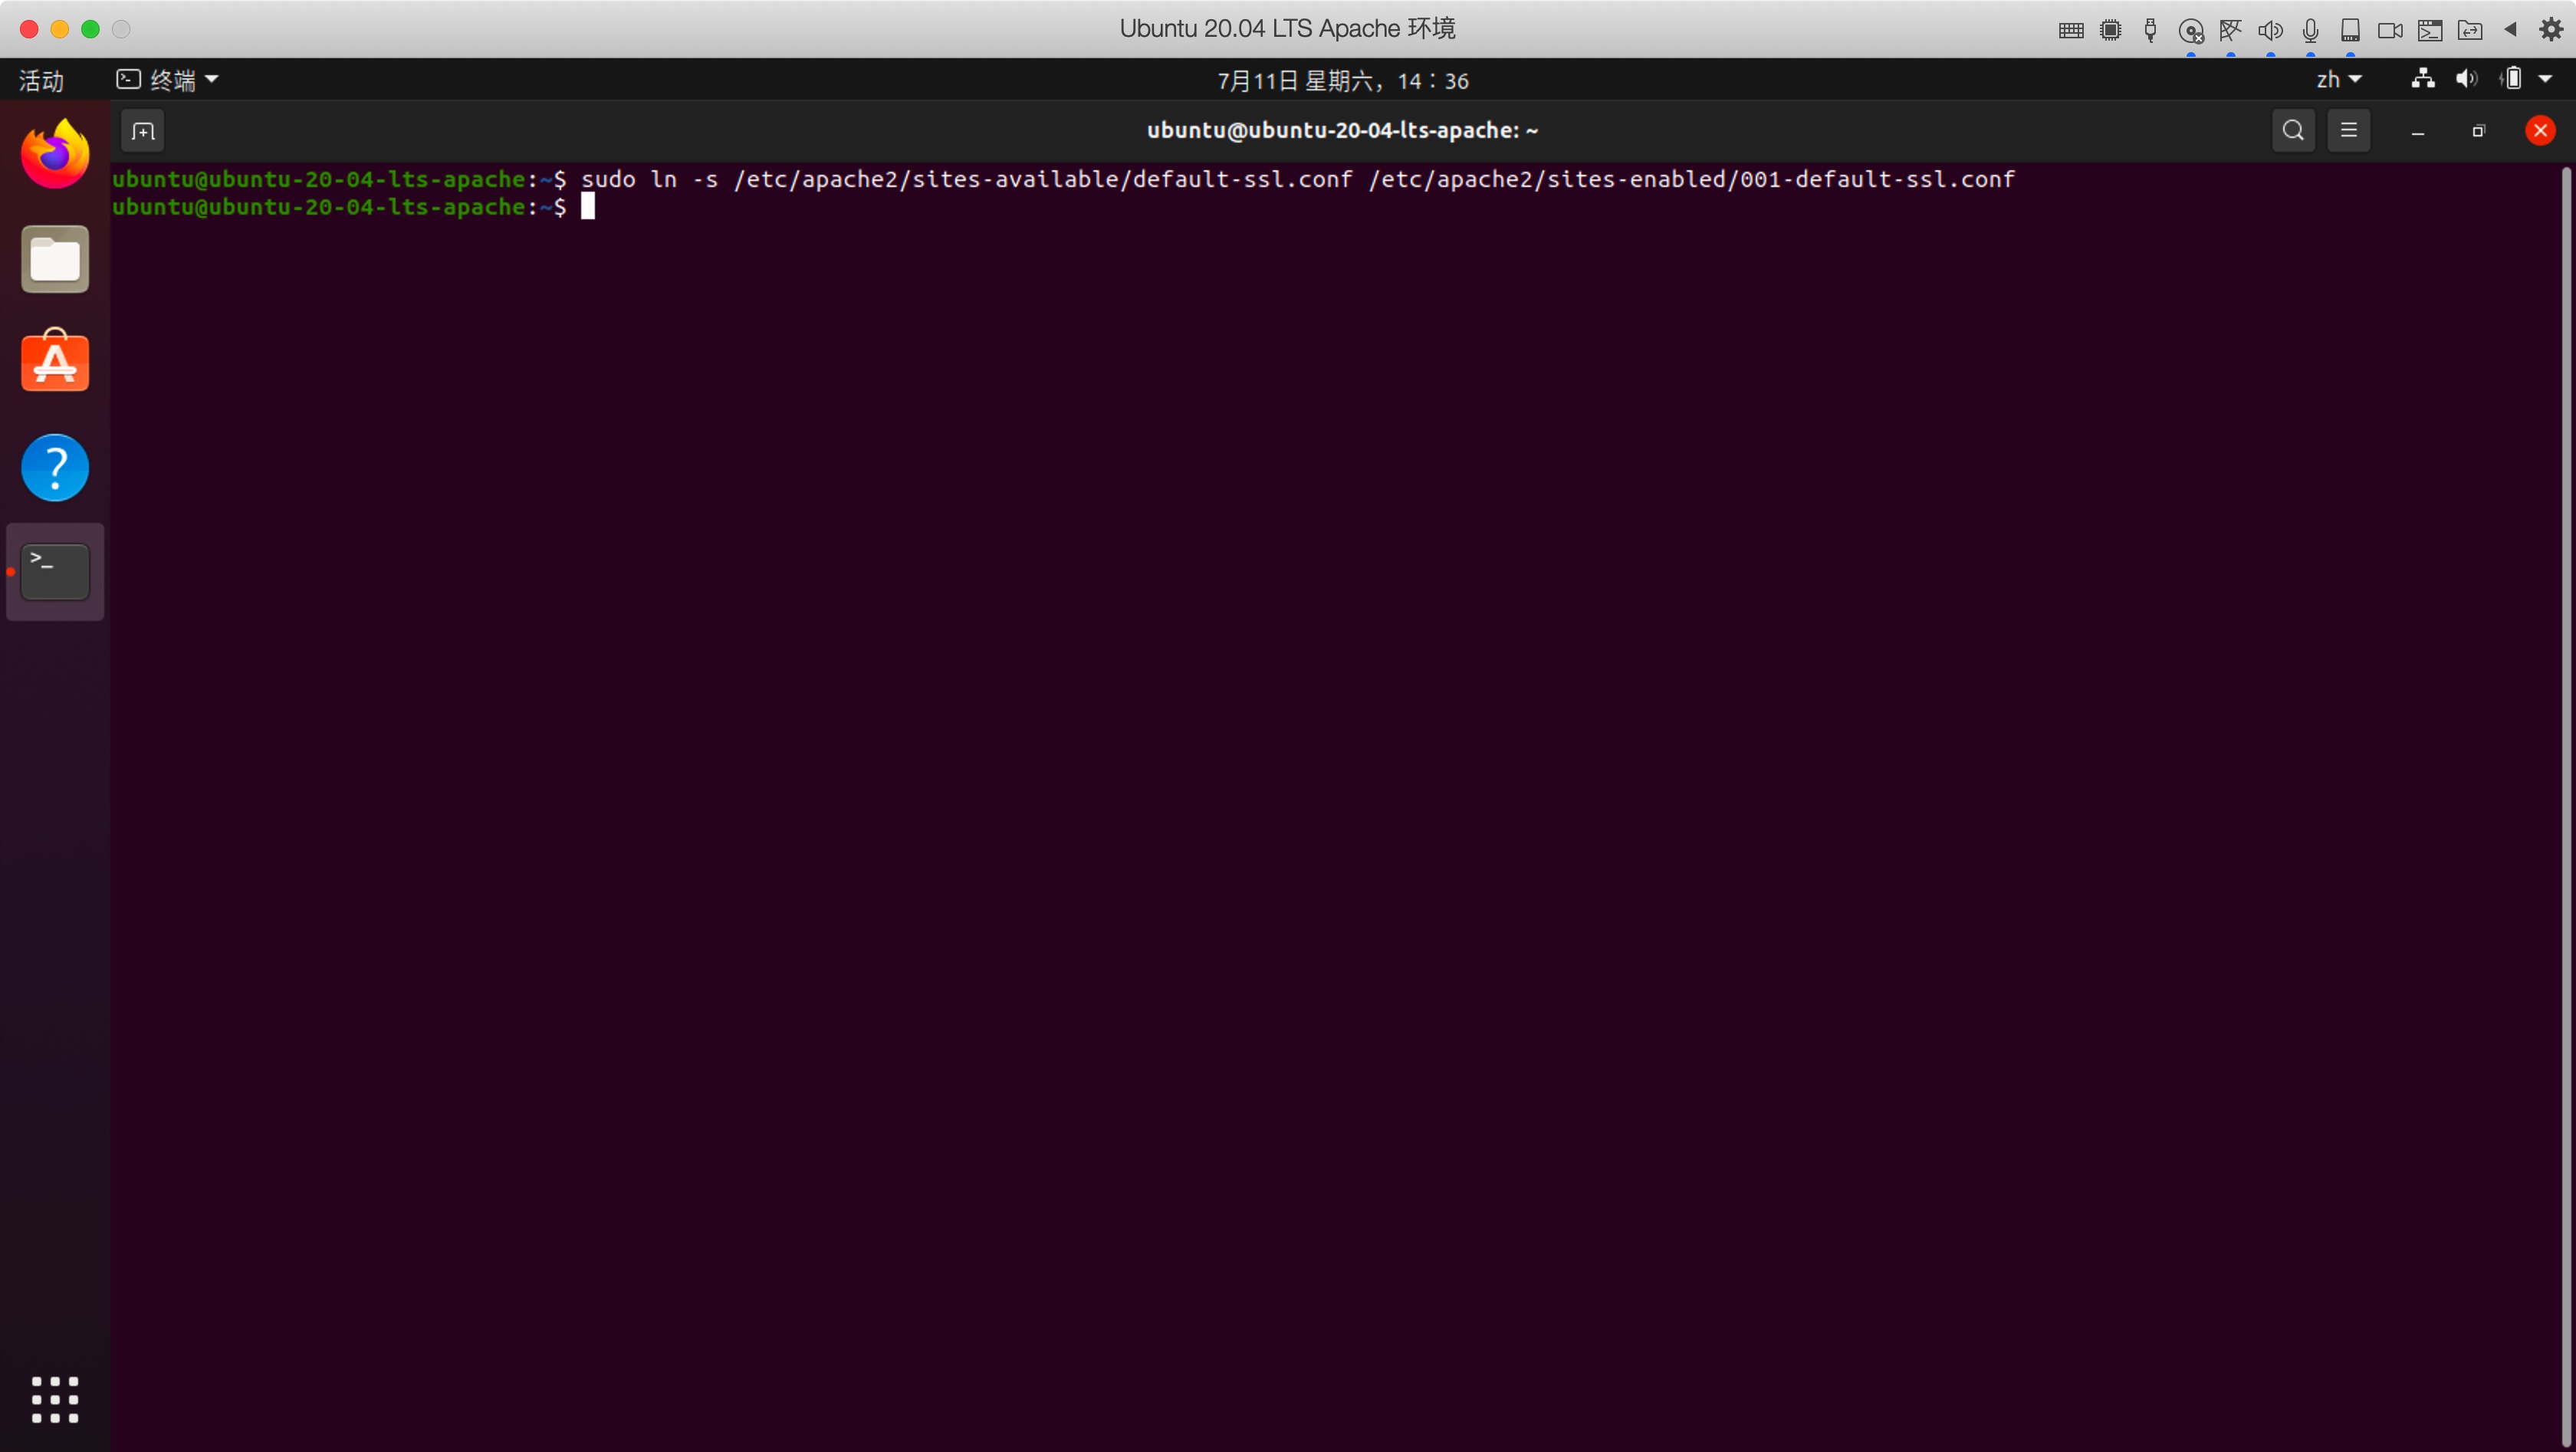 Ubuntu 20.04 LTS Apache 环境
活动
终端
7月11日 星期六，14：36
zh
ubuntu@ubuntu-20-04-lts-apache: ~
ubuntu@ubuntu-20-04-lts-apache:~$ sudo ln -s /etc/apache2/sites-available/default-ssl.conf /etc/apache2/sites-enabled/001-default-ssl.conf
ubuntu@ubuntu-20-04-lts-apache:~$